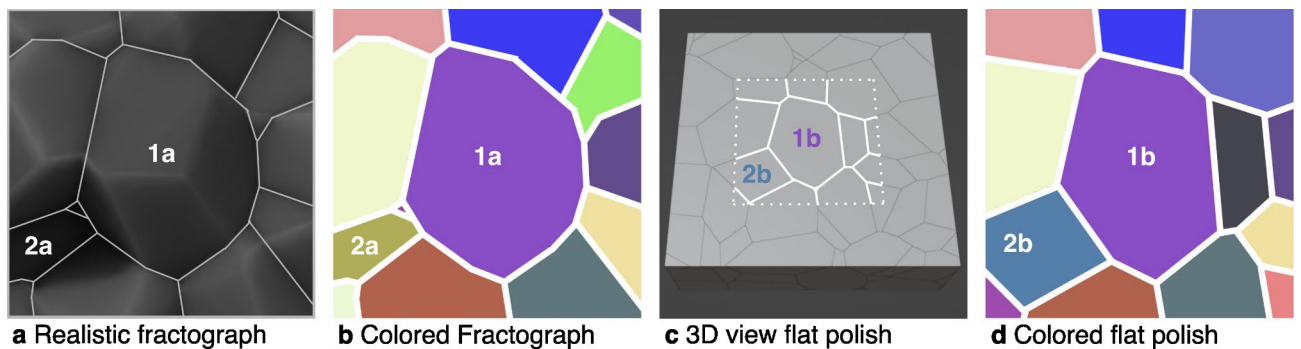 1a
2a
1a
2a
1b
2b
1b
2b
a Realistic fractograph
b Colored Fractograph
c 3D view flat polish
d Colored flat polish